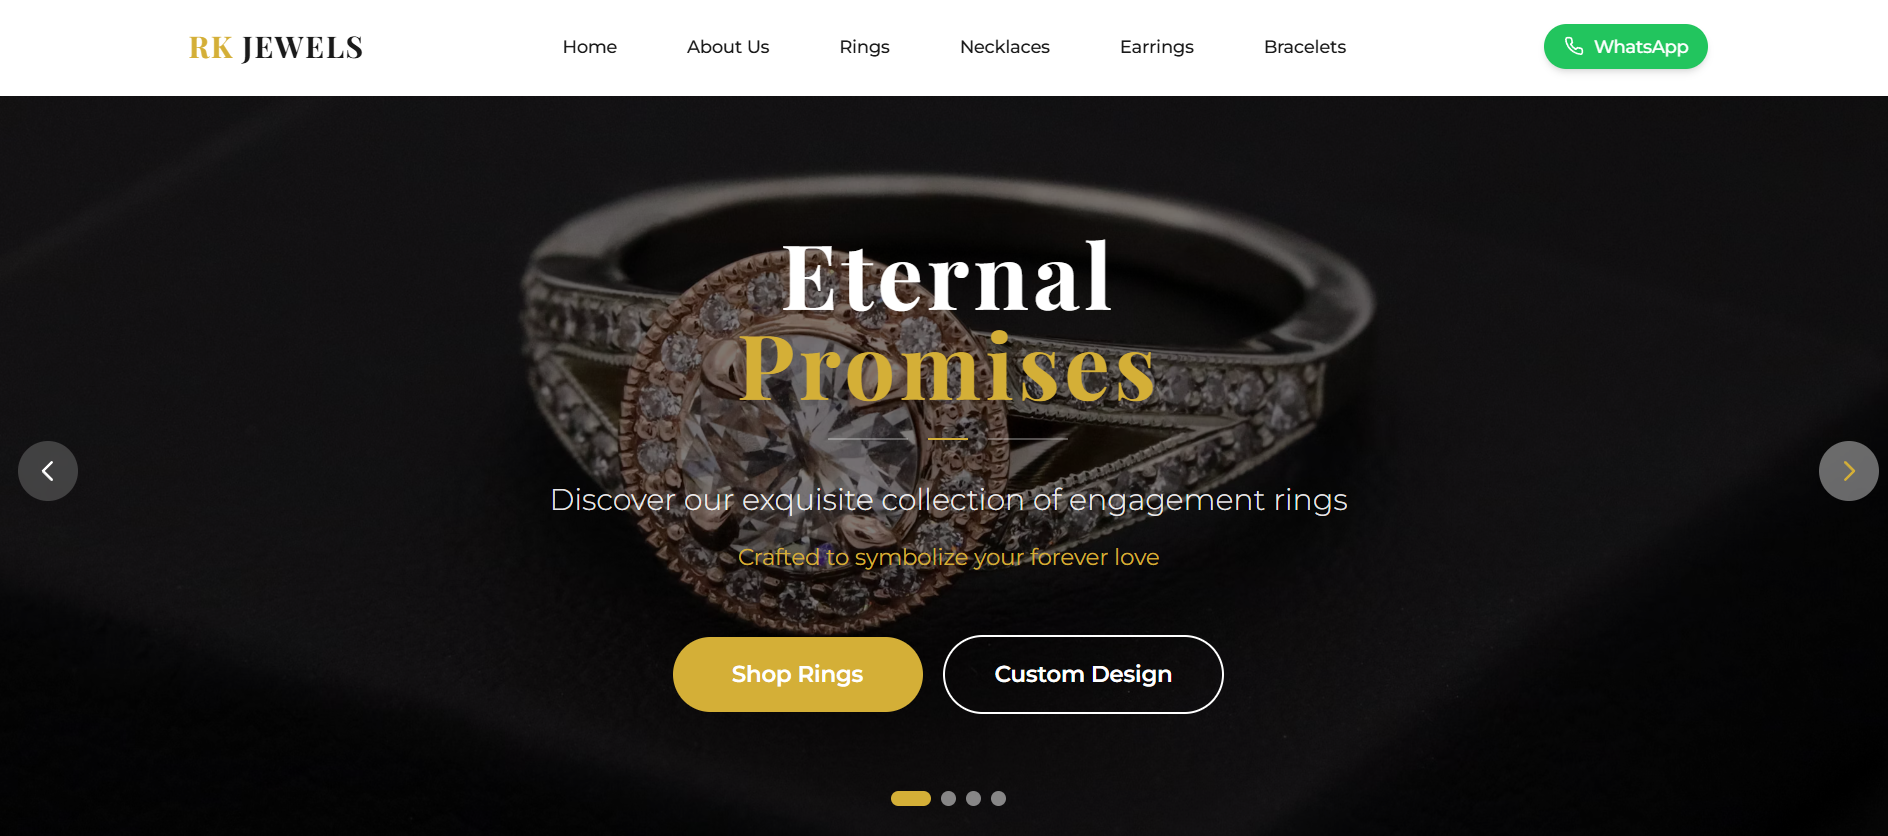 RK JEWELS
Home
About Us
Rings
Necklaces
Earrings
Bracelets
WhatsApp
Eternal
Promises
Discover our exquisite collection of engagement rings
Crafted to symbolize your forever love
Shop Rings
Custom Design